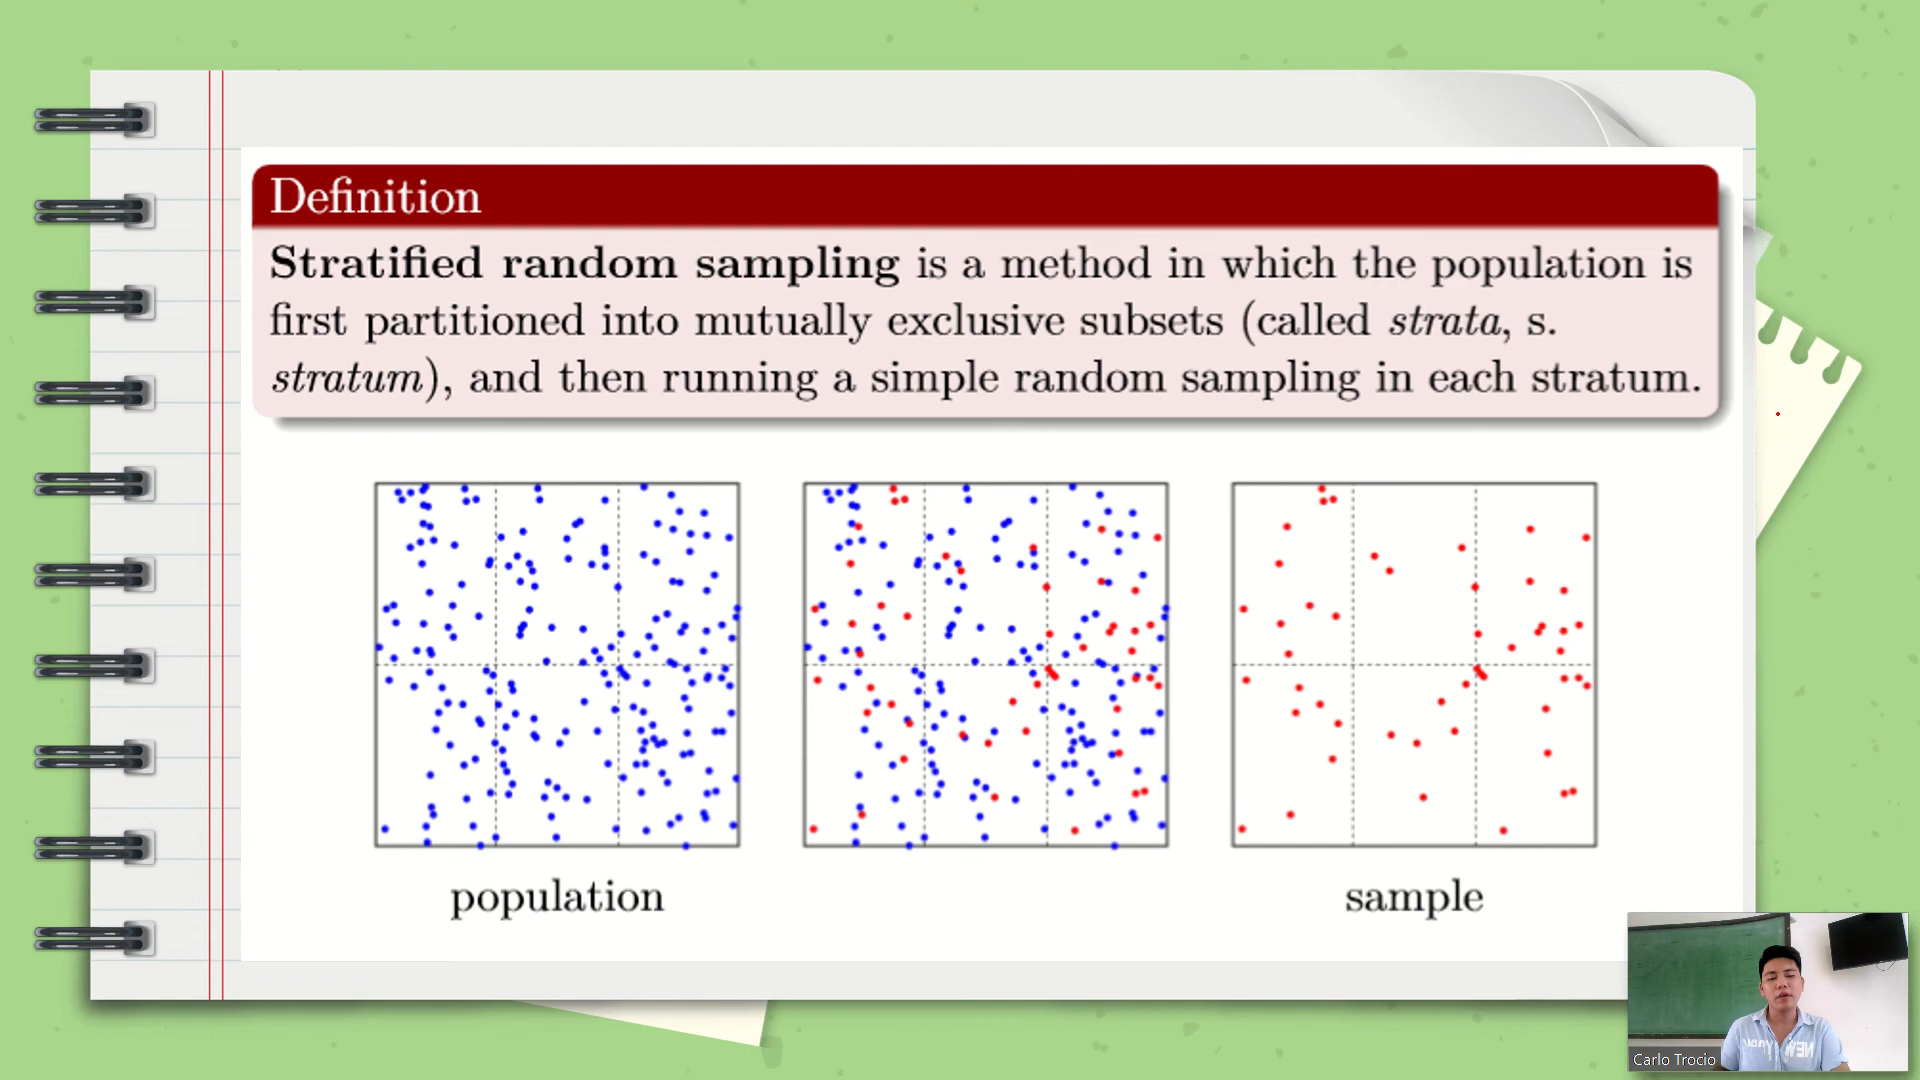 Definition
Stratified random sampling is a method in which the population is
first partitioned into mutually exclusive subsets (called strata, s.
stratum), and then running a simple random sampling in each stratum.
population
sample
Carlo Trocio